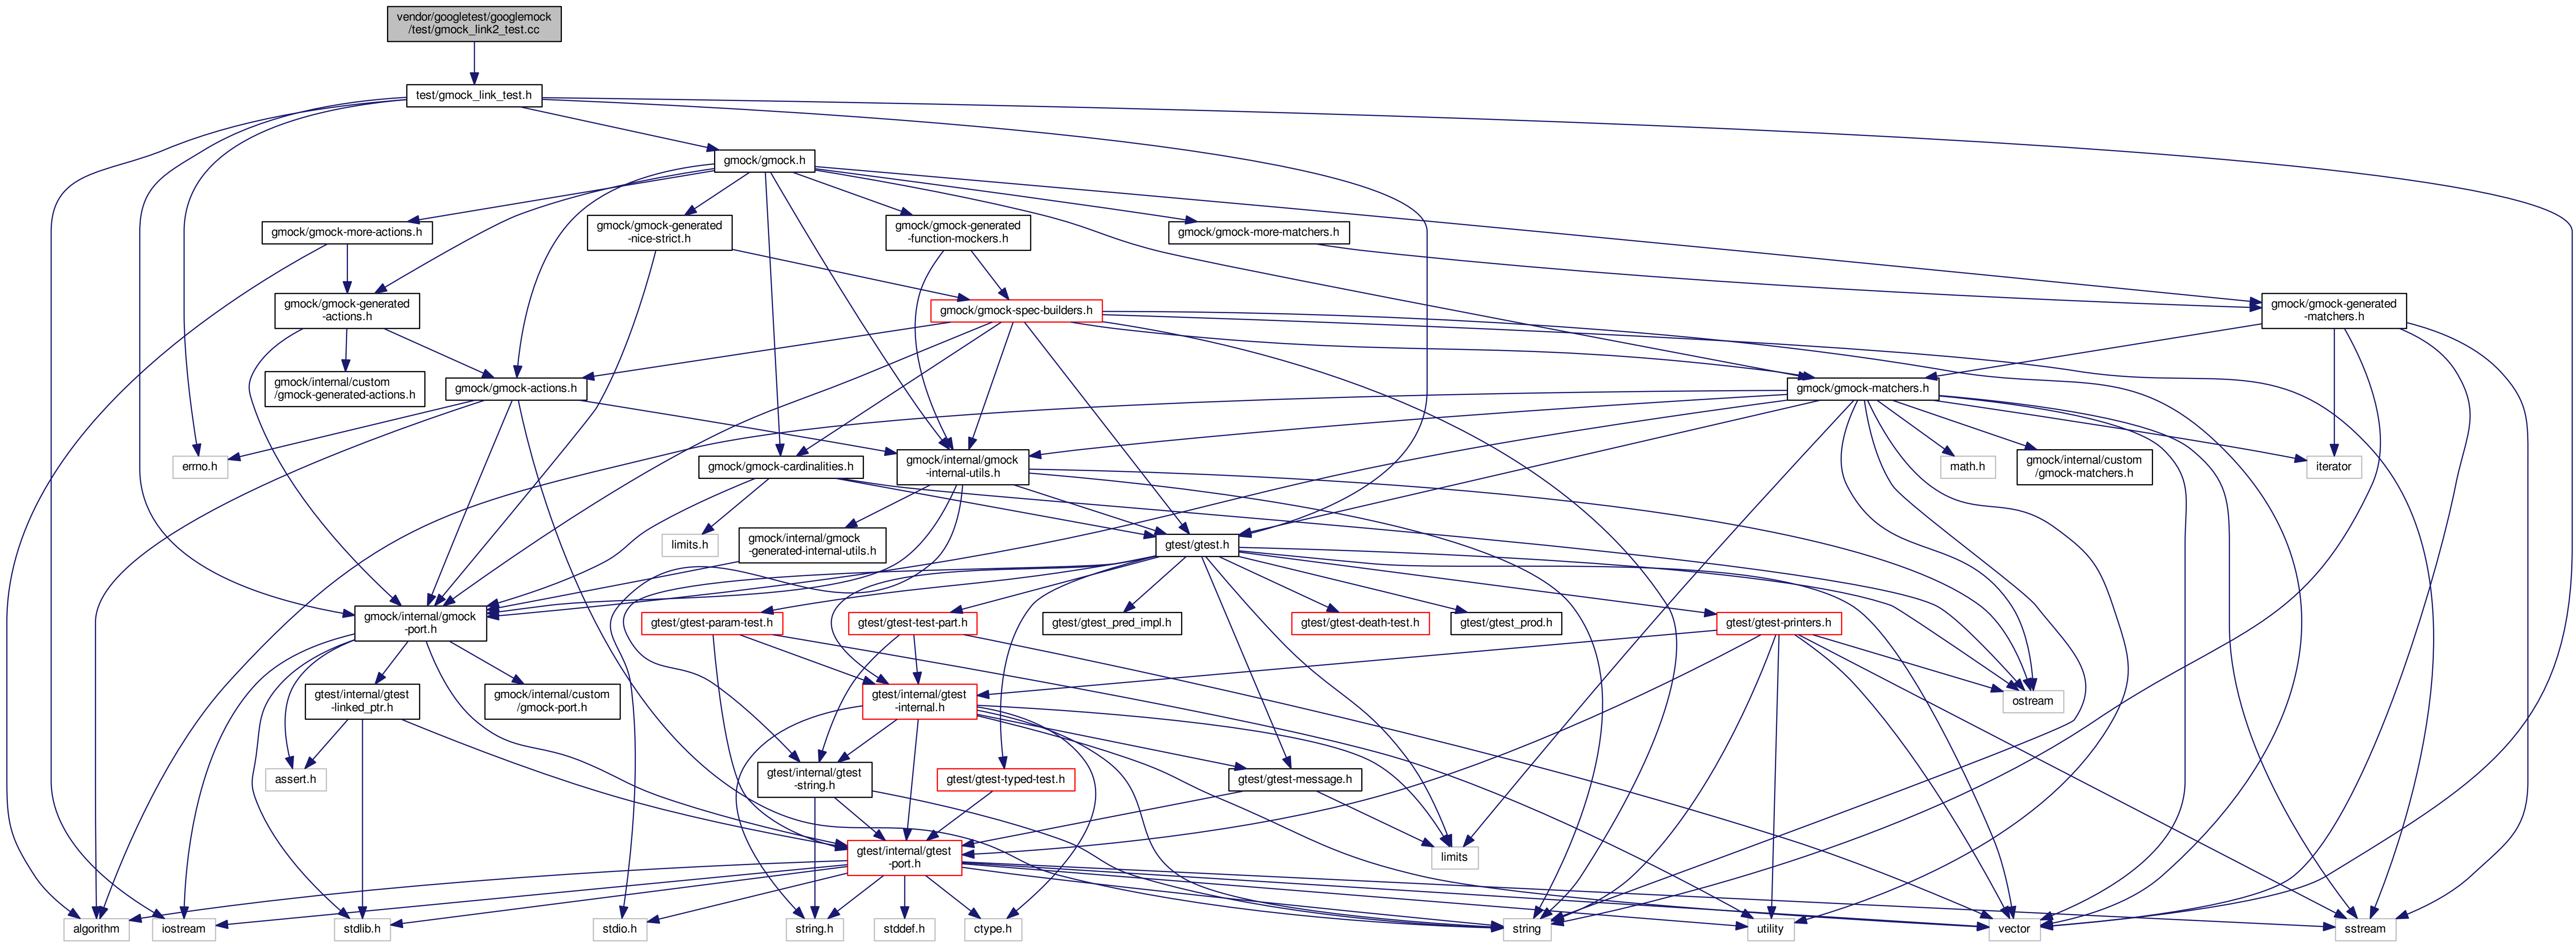 vendor/googletest/googlemock
/test/gmock_link2_test.cc
test/gmock_link_test.h
gmock/gmock.h
gmock/gmock-more-actions.h
gmock/gmock-generated
-nice-strict.h
gmock/gmock-generated
-function-mockers.h
gmock/gmock-more-matchers.h
gmock/gmock-generated
-actions.h
gmock/gmock-spec-builders.h
gmock/gmock-generated
-matchers.h
gmock/internal/custom
/gmock-generated-actions.h
gmock/gmock-actions.h
gmock/gmock-matchers.h
errno.h
gmock/gmock-cardinalities.h
gmock/internal/gmock
-internal-utils.h
math.h
gmock/internal/custom
/gmock-matchers.h
iterator
limits.h
gmock/internal/gmock
-generated-internal-utils.h
gtest/gtest.h
gmock/internal/gmock
-port.h
gtest/gtest-param-test.h
gtest/gtest-test-part.h
gtest/gtest_pred_impl.h
gtest/gtest-death-test.h
gtest/gtest_prod.h
gtest/gtest-printers.h
gtest/internal/gtest
-linked_ptr.h
gmock/internal/custom
/gmock-port.h
gtest/internal/gtest
-internal.h
ostream
assert.h
gtest/internal/gtest
-string.h
gtest/gtest-typed-test.h
gtest/gtest-message.h
gtest/internal/gtest
-port.h
limits
algorithm
iostream
stdlib.h
stdio.h
string.h
stddef.h
ctype.h
string
utility
vector
sstream